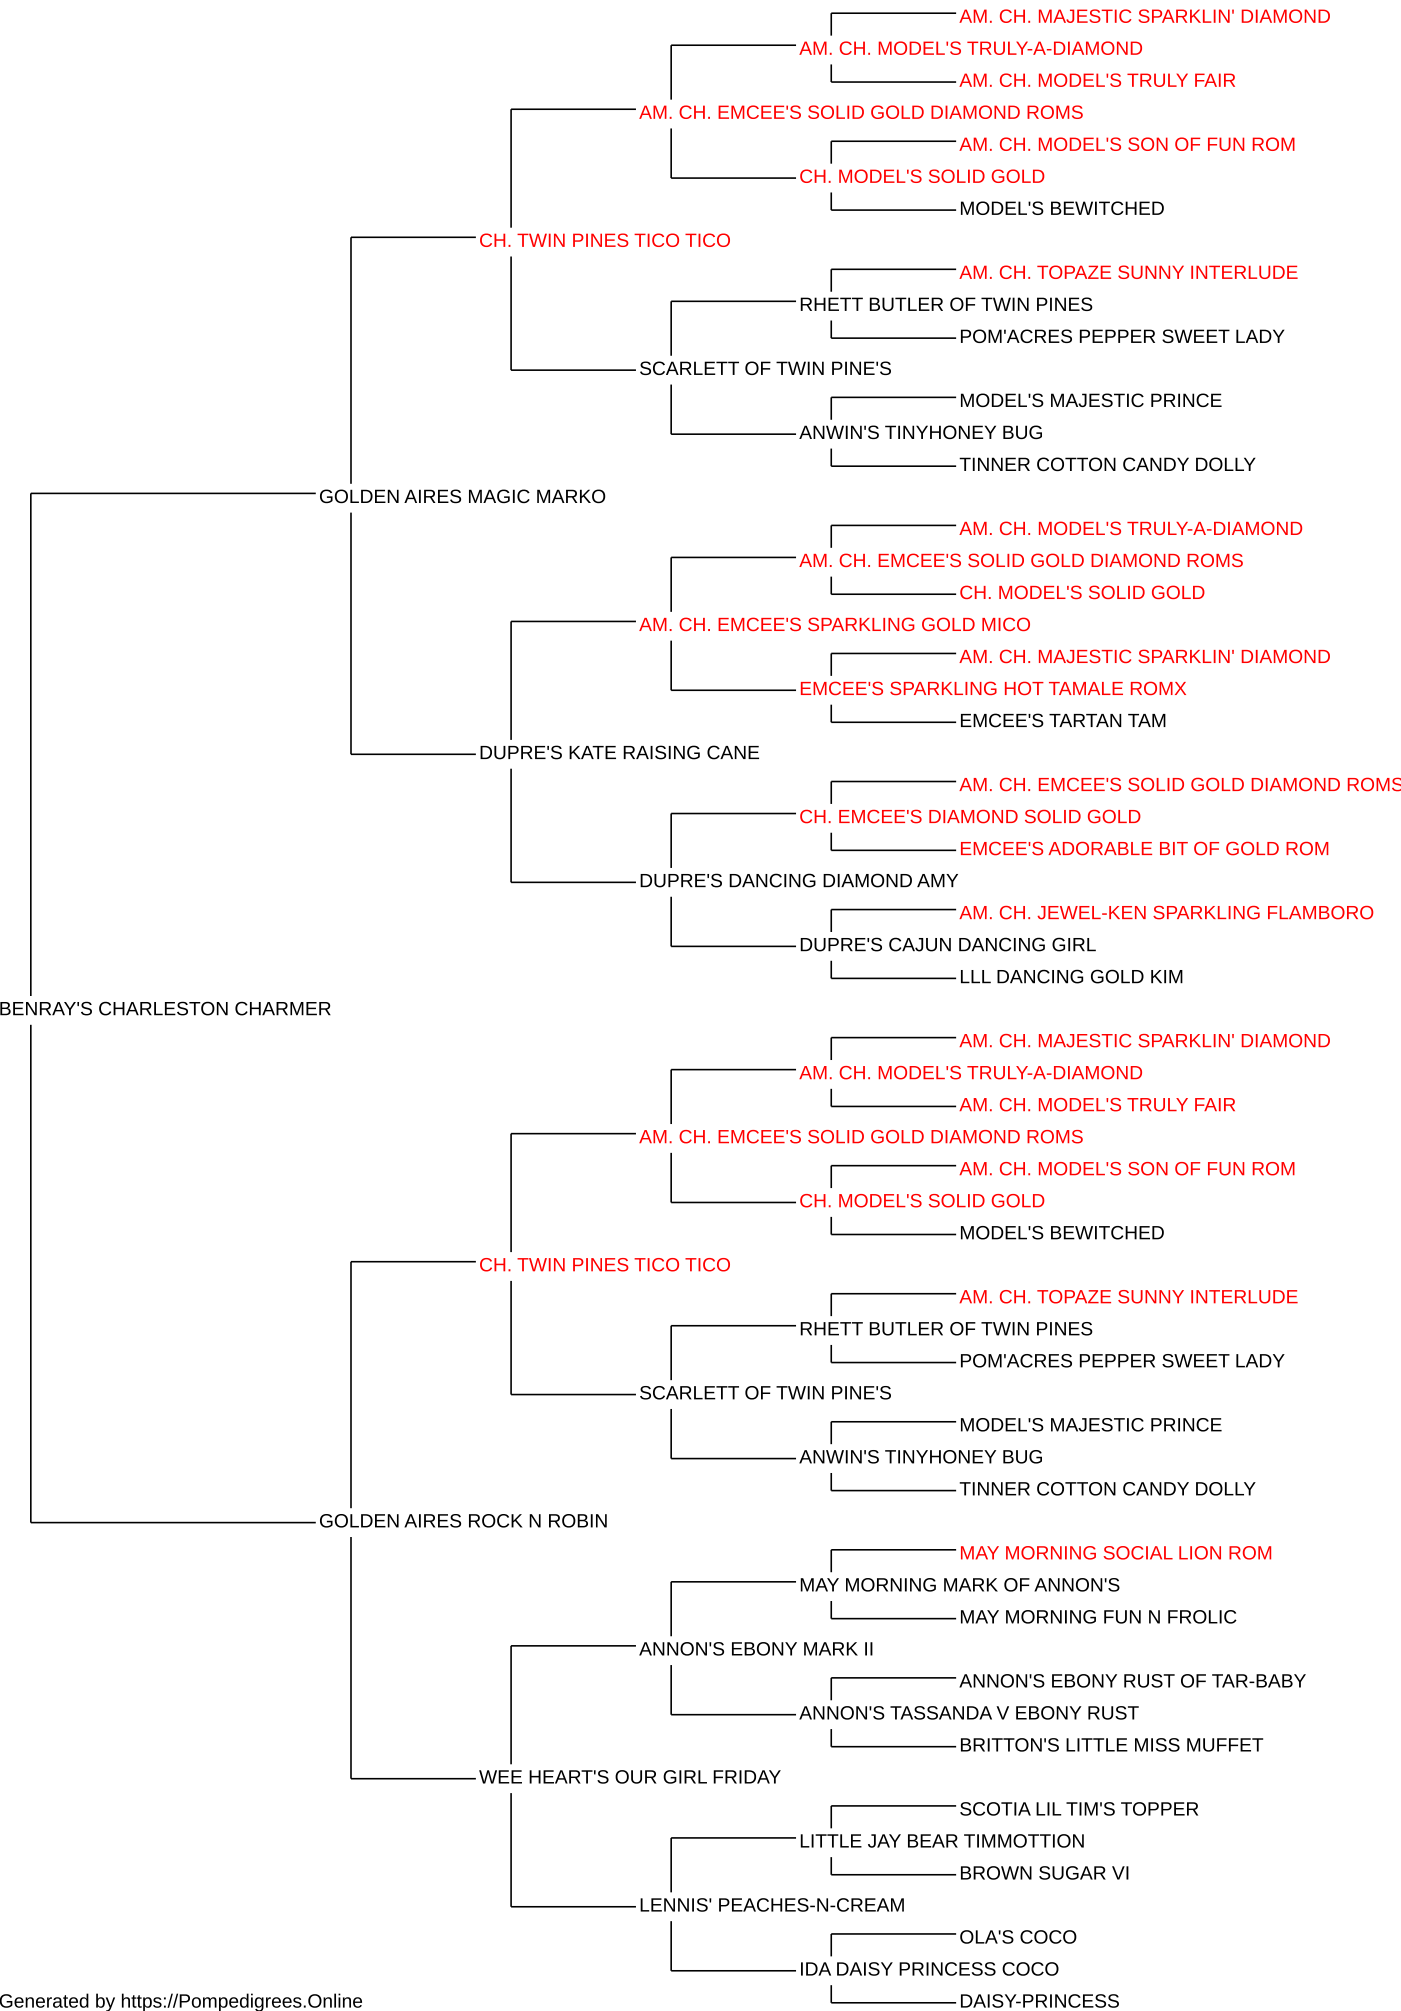 AM. CH. MAJESTIC SPARKLIN' DIAMOND
AM. CH. MODEL'S TRULY-A-DIAMOND
AM. CH. MODEL'S TRULY FAIR
AM. CH. EMCEE'S SOLID GOLD DIAMOND ROMS
AM. CH. MODEL'S SON OF FUN ROM
CH. MODEL'S SOLID GOLD
MODEL'S BEWITCHED
CH. TWIN PINES TICO TICO
AM. CH. TOPAZE SUNNY INTERLUDE
RHETT BUTLER OF TWIN PINES
POM'ACRES PEPPER SWEET LADY
SCARLETT OF TWIN PINE'S
MODEL'S MAJESTIC PRINCE
ANWIN'S TINYHONEY BUG
TINNER COTTON CANDY DOLLY
GOLDEN AIRES MAGIC MARKO
AM. CH. MODEL'S TRULY-A-DIAMOND
AM. CH. EMCEE'S SOLID GOLD DIAMOND ROMS
CH. MODEL'S SOLID GOLD
AM. CH. EMCEE'S SPARKLING GOLD MICO
AM. CH. MAJESTIC SPARKLIN' DIAMOND
EMCEE'S SPARKLING HOT TAMALE ROMX
EMCEE'S TARTAN TAM
DUPRE'S KATE RAISING CANE
AM. CH. EMCEE'S SOLID GOLD DIAMOND ROMS
CH. EMCEE'S DIAMOND SOLID GOLD
EMCEE'S ADORABLE BIT OF GOLD ROM
DUPRE'S DANCING DIAMOND AMY
AM. CH. JEWEL-KEN SPARKLING FLAMBORO
DUPRE'S CAJUN DANCING GIRL
LLL DANCING GOLD KIM
BENRAY'S CHARLESTON CHARMER
AM. CH. MAJESTIC SPARKLIN' DIAMOND
AM. CH. MODEL'S TRULY-A-DIAMOND
AM. CH. MODEL'S TRULY FAIR
AM. CH. EMCEE'S SOLID GOLD DIAMOND ROMS
AM. CH. MODEL'S SON OF FUN ROM
CH. MODEL'S SOLID GOLD
MODEL'S BEWITCHED
CH. TWIN PINES TICO TICO
AM. CH. TOPAZE SUNNY INTERLUDE
RHETT BUTLER OF TWIN PINES
POM'ACRES PEPPER SWEET LADY
SCARLETT OF TWIN PINE'S
MODEL'S MAJESTIC PRINCE
ANWIN'S TINYHONEY BUG
TINNER COTTON CANDY DOLLY
GOLDEN AIRES ROCK N ROBIN
MAY MORNING SOCIAL LION ROM
MAY MORNING MARK OF ANNON'S
MAY MORNING FUN N FROLIC
ANNON'S EBONY MARK II
ANNON'S EBONY RUST OF TAR-BABY
ANNON'S TASSANDA V EBONY RUST
BRITTON'S LITTLE MISS MUFFET
WEE HEART'S OUR GIRL FRIDAY
SCOTIA LIL TIM'S TOPPER
LITTLE JAY BEAR TIMMOTTION
BROWN SUGAR VI
LENNIS' PEACHES-N-CREAM
OLA'S COCO
IDA DAISY PRINCESS COCO
DAISY-PRINCESS
Generated by https://Pompedigrees.Online